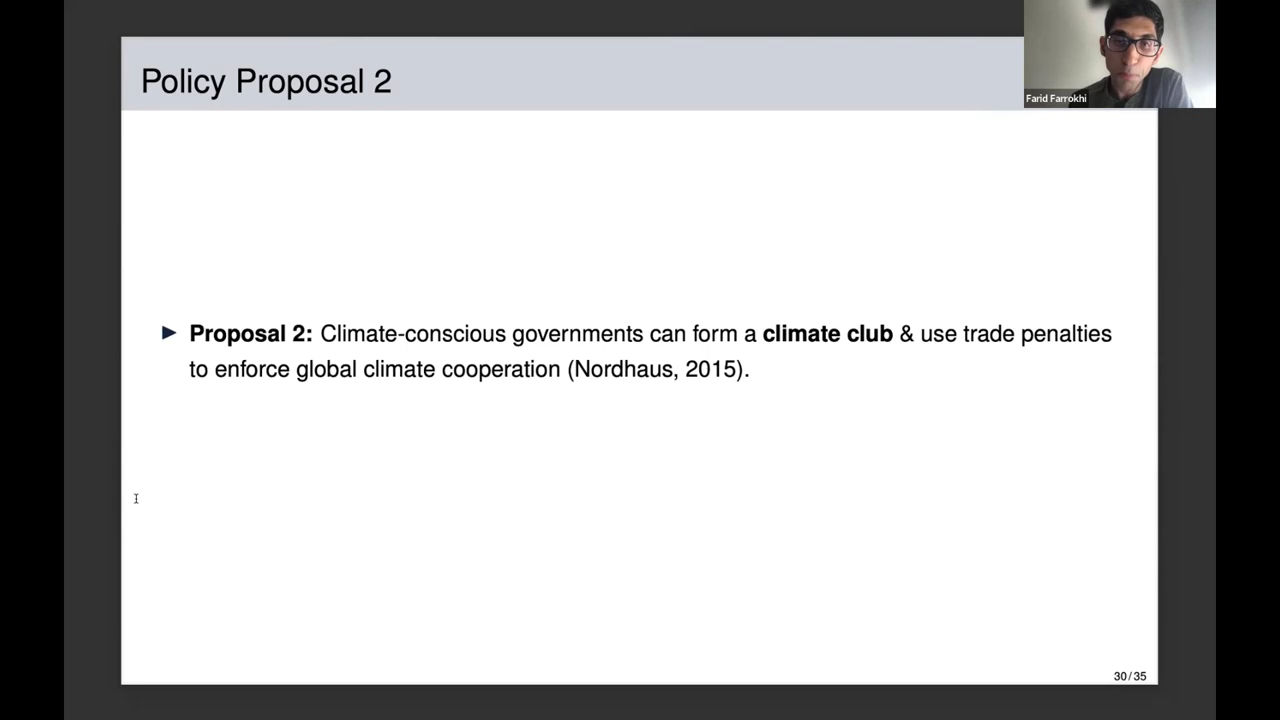 Policy Proposal 2
Farid Farrokhi
▶ Proposal 2: Climate-conscious governments can form a climate club & use trade penalties
to enforce global climate cooperation (Nordhaus, 2015).
30/35